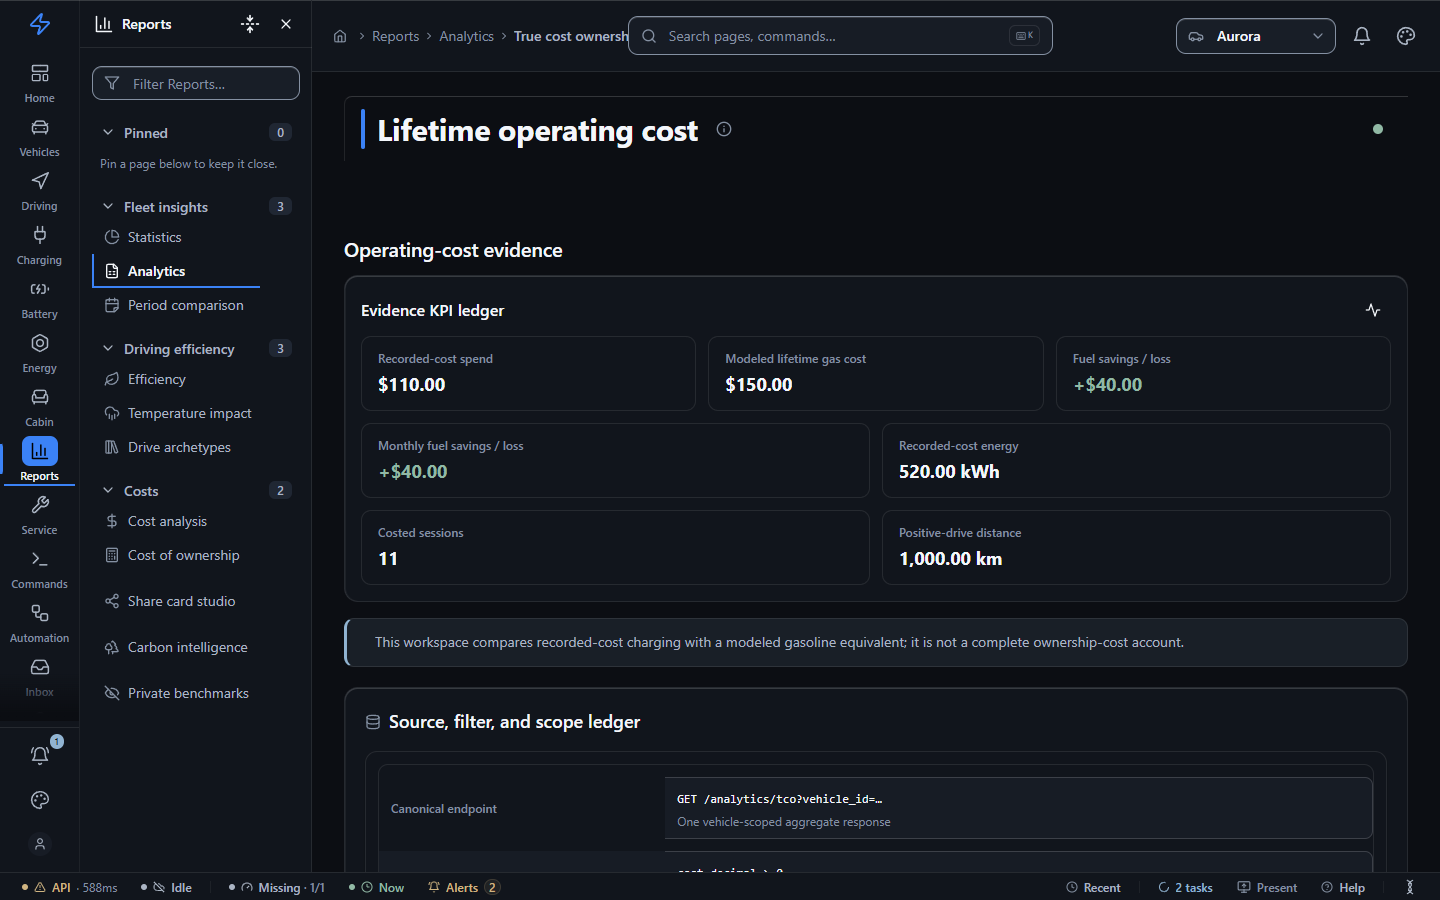 Home
Vehicles
Driving
Charging
Battery
Energy
Cabin
Reports
Service
Commands
Automation
Inbox
1
Reports
Filter Reports...
Pinned 0
Pin a page below to keep it close.
Fleet insights 3
Statistics
Analytics
Period comparison
Driving efficiency 3
Efficiency
Temperature impact
Drive archetypes
Costs 2
Cost analysis
Cost of ownership
Share card studio
Carbon intelligence
Private benchmarks
Reports Analytics True cost ownersh
Search pages, commands... K
Aurora
Lifetime operating cost
Operating-cost evidence
Evidence KPI ledger
Recorded-cost spend
$110.00
Modeled lifetime gas cost
$150.00
Fuel savings / loss
+$40.00
Monthly fuel savings / loss
+$40.00
Recorded-cost energy
520.00 kWh
Costed sessions
11
Positive-drive distance
1,000.00 km
This workspace compares recorded-cost charging with a modeled gasoline equivalent; it is not a complete ownership-cost account.
Source, filter, and scope ledger
Canonical endpoint
GET /analytics/tco?vehicle_id=…
One vehicle-scoped aggregate response
API · 588ms Idle Missing · 1/1 Now Alerts 2 Recent 2 tasks Present Help